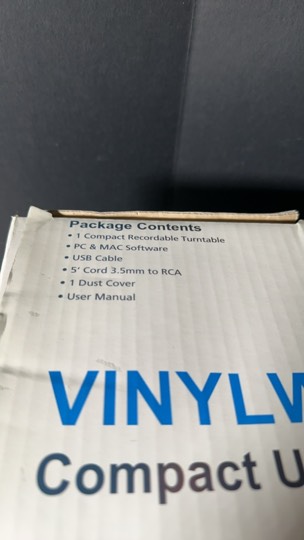 Package Contents
• 1 Compact Recordable Turntable
• PC & MAC Software
• USB Cable
• 5' Cord 3.5mm to RCA
• 1 Dust Cover
• User Manual
VINYLW
Compact U